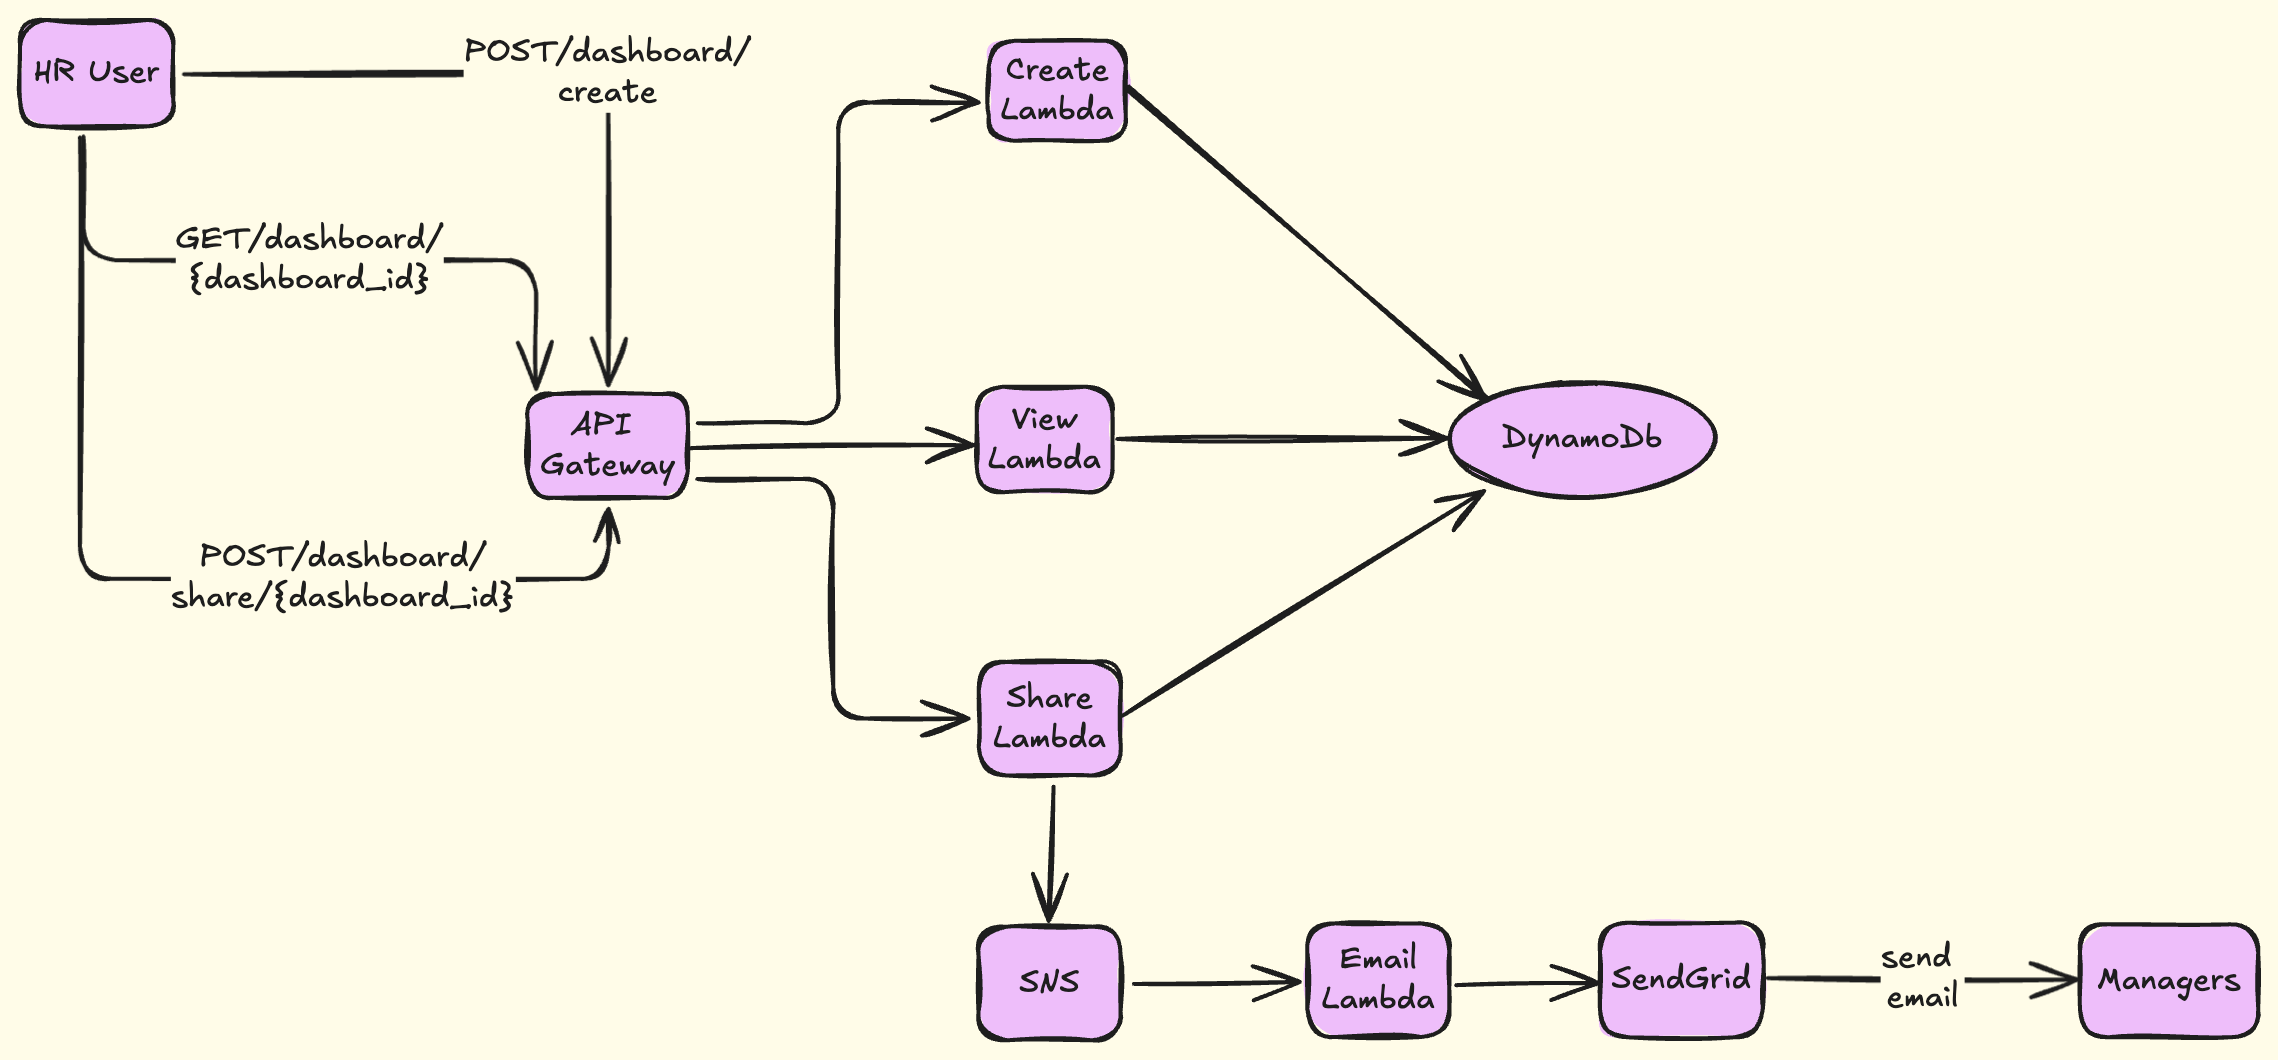 HR User
POST/dashboard/
create
Create
Lambda
GET/dashboard/
{dashboard_id}
API
Gateway
View
Lambda
DynamoDb
POST/dashboard/
share/{dashboard_id}
Share
Lambda
SNS
Email
Lambda
SendGrid
send
email
Managers